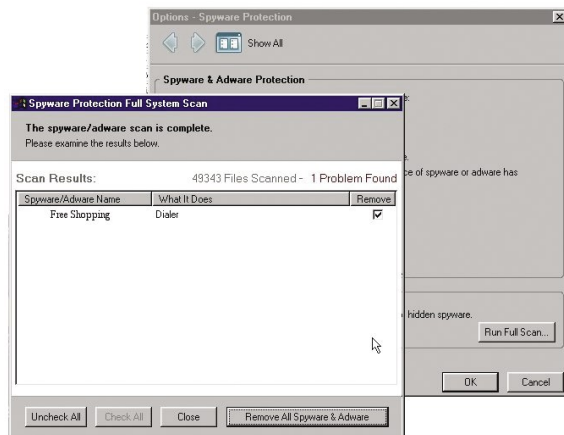 Options - Spyware Protection
Show All
Spyware & Adware Protection
Spyware Protection Full System Scan
The spyware/adware scan is complete.
Please examine the results below.
Scan Results: 49343 Files Scanned - 1 Problem Found
Spyware/Adware Name What It Does Remove
Free Shopping Dialer
ce of spyware or adware has
hidden spyware.
Run Full Scan...
OK Cancel
Uncheck All Check All Close Remove All Spyware & Adware